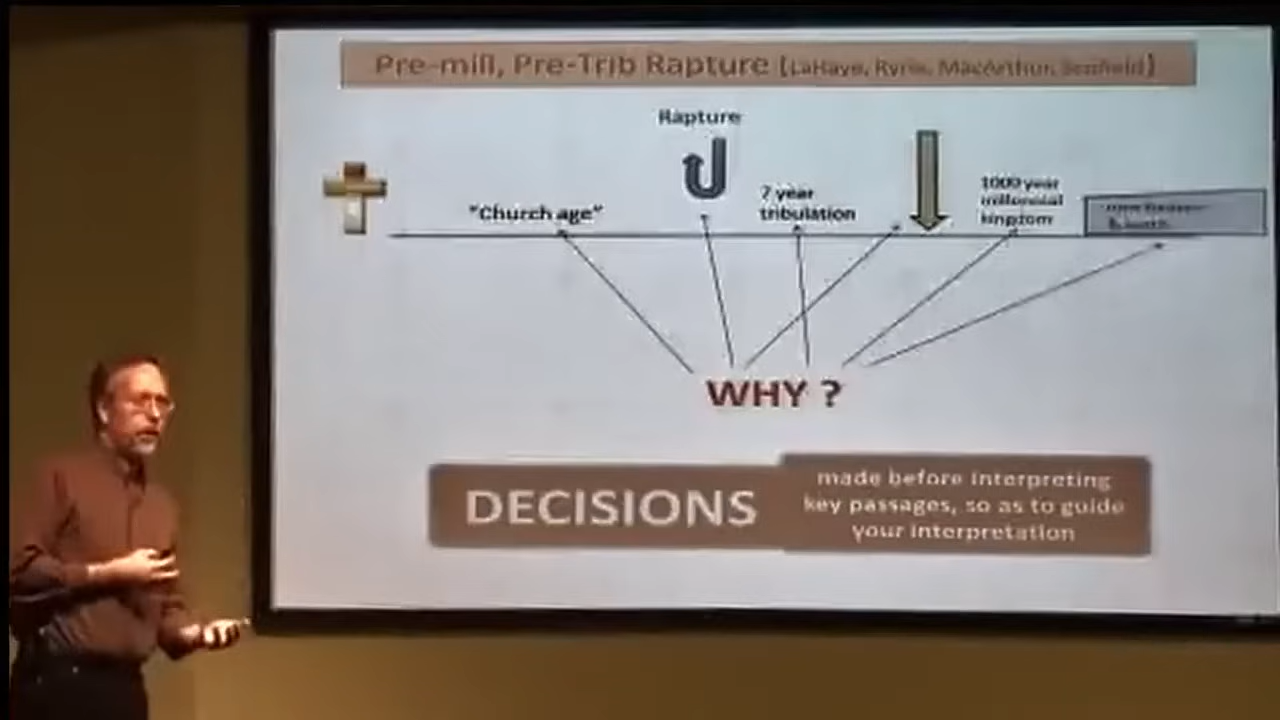 Pre-mill, Pre-Trib Rapture (LaHaye, Ryrie, MacArthur, Scofield)
Rapture
"Church age"
7 year
tribulation
1000 year
millennial
kingdom
WHY ?
DECISIONS
made before interpreting
key passages, so as to guide
your interpretation